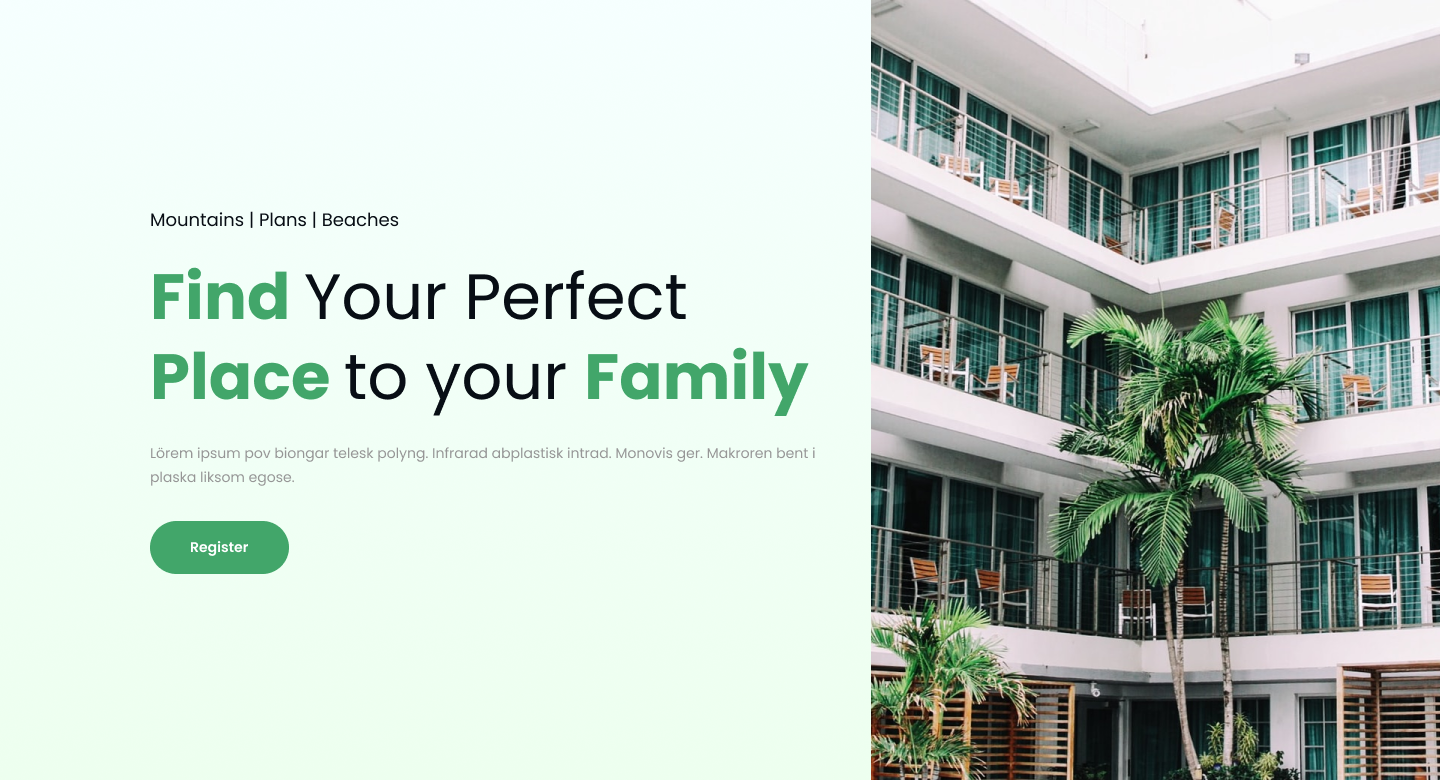 Mountains | Plans | Beaches
Find Your Perfect
Place to your Family
Lörem ipsum pov biongar telesk polyng. Infrarad abplastisk intrad. Monovis ger. Makroren bent i
plaska liksom egose.
Register